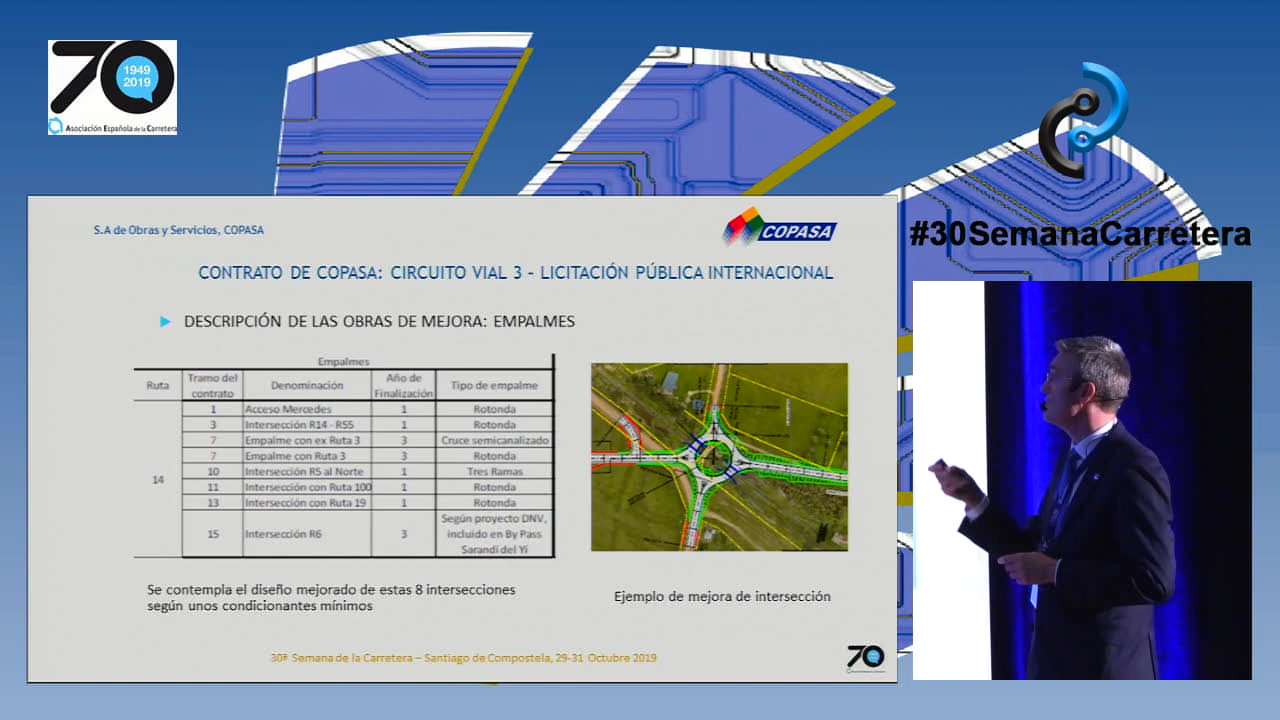 70
1949
2019
Asociación Española de la Carretera
#30SemanaCarretera
S.A de Obras y Servicios, COPASA
COPASA
CONTRATO DE COPASA: CIRCUITO VIAL 3 - LICITACIÓN PÚBLICA INTERNACIONAL
DESCRIPCIÓN DE LAS OBRAS DE MEJORA: EMPALMES
Empalmes
Ruta Tramo del contrato Denominación Año de Finalización Tipo de empalme
14
1 Acceso Mercedes 1 Rotonda
3 Intersección R14 - R55 1 Rotonda
7 Empalme con ex Ruta 3 3 Cruce semicanalizado
7 Empalme con Ruta 3 3 Rotonda
10 Intersección R5 al Norte 1 Tres Ramas
11 Intersección con Ruta 100 1 Rotonda
13 Intersección con Ruta 19 1 Rotonda
15 Intersección R6 3 Según proyecto DNV, incluido en By Pass Sarandí del Yí
Se contempla el diseño mejorado de estas 8 intersecciones
según unos condicionantes mínimos
Ejemplo de mejora de intersección
30ª Semana de la Carretera – Santiago de Compostela, 29-31 Octubre 2019
70